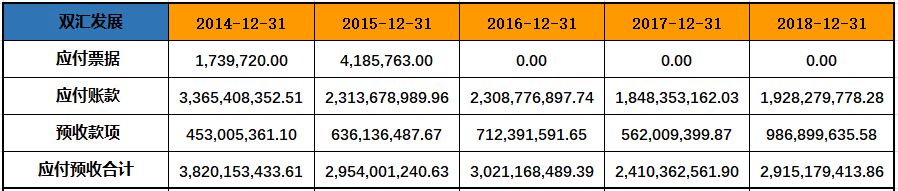 双汇发展 2014-12-31 2015-12-31 2016-12-31 2017-12-31 2018-12-31
应付票据 1,739,720.00 4,185,763.00 0.00 0.00 0.00
应付账款 3,365,408,352.51 2,313,678,989.96 2,308,776,897.74 1,848,353,162.03 1,928,279,778.28
预收款项 453,005,361.10 636,136,487.67 712,391,591.65 562,009,399.87 986,899,635.58
应付预收合计 3,820,153,433.61 2,954,001,240.63 3,021,168,489.39 2,410,362,561.90 2,915,179,413.86